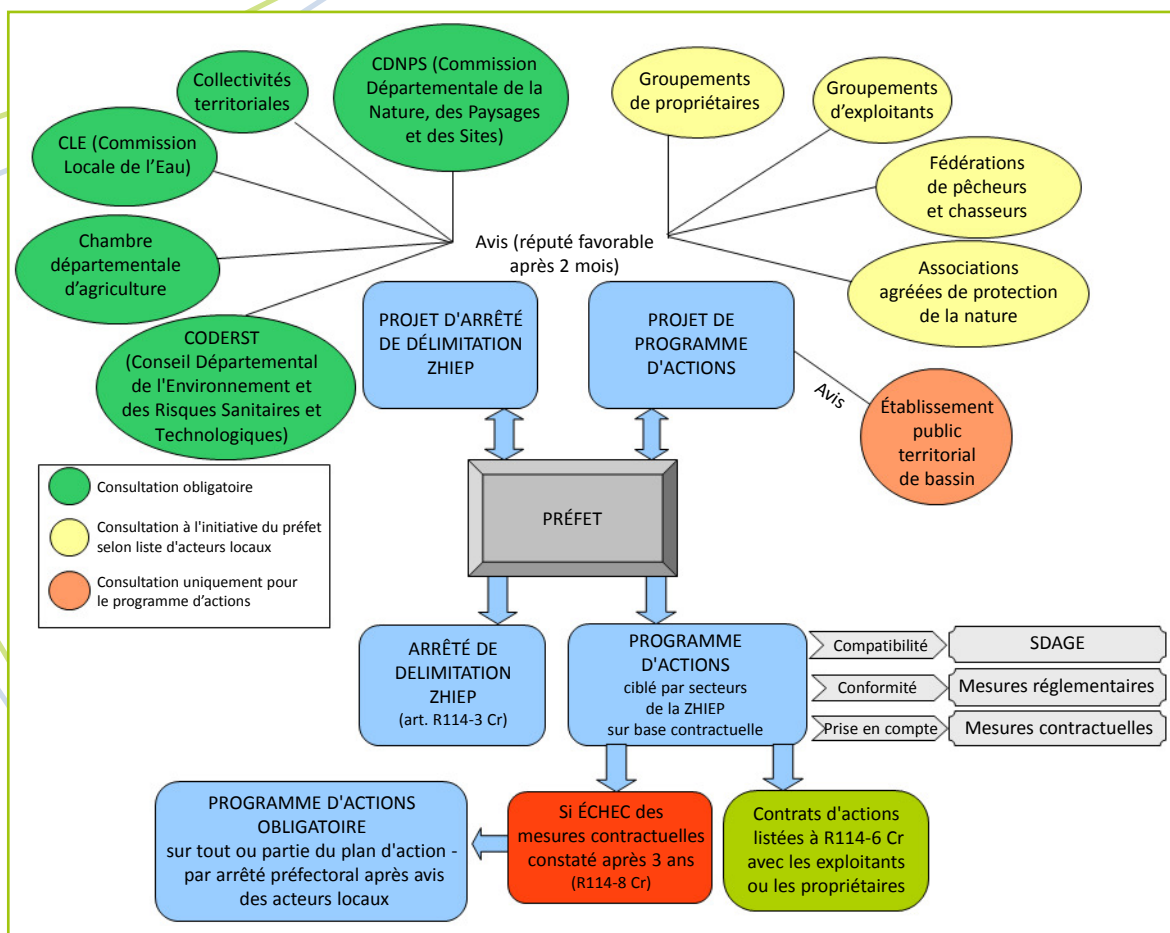 Collectivités
territoriales
CDNPS (Commission
Départementale de la
Nature, des Paysages
et des Sites)
CLE (Commission
Locale de l'Eau)
Chambre
départementale
d'agriculture
CODERST
(Conseil Départemental
de l'Environnement et
des Risques Sanitaires et
Technologiques)
Groupements
de propriétaires
Groupements
d'exploitants
Fédérations
de pêcheurs
et chasseurs
Associations
agréées de protection
de la nature
Avis (réputé favorable
après 2 mois)
PROJET D'ARRÊTÉ
DE DÉLIMITATION
ZHIEP
PROJET DE
PROGRAMME
D'ACTIONS
Avis
Établissement
public
territorial
de bassin
Consultation obligatoire
Consultation à l'initiative du préfet
selon liste d'acteurs locaux
Consultation uniquement pour
le programme d'actions
PRÉFET
ARRÊTÉ DE
DELIMITATION
ZHIEP
(art. R114-3 Cr)
PROGRAMME
D'ACTIONS
ciblé par secteurs
de la ZHIEP
sur base contractuelle
Compatibilité
SDAGE
Conformité
Mesures réglementaires
Prise en compte
Mesures contractuelles
PROGRAMME D'ACTIONS
OBLIGATOIRE
sur tout ou partie du plan d'action -
par arrêté préfectoral après avis
des acteurs locaux
Si ÉCHEC des
mesures contractuelles
constaté après 3 ans
(R114-8 Cr)
Contrats d'actions
listées à R114-6 Cr
avec les exploitants
ou les propriétaires